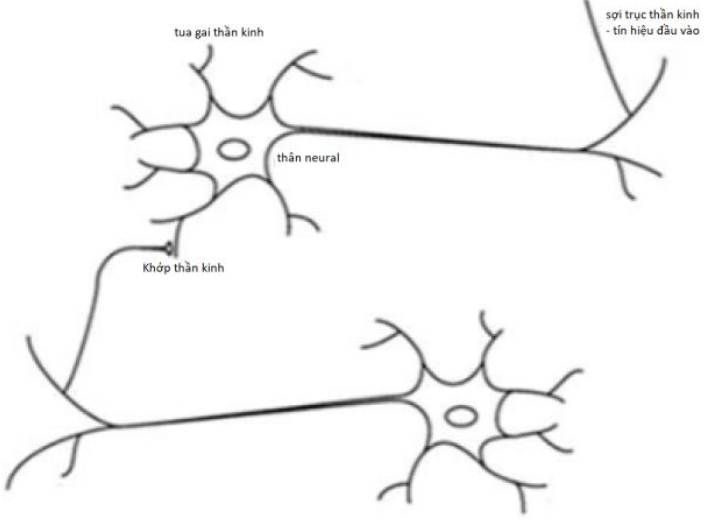 sợi trục thần kinh
- tín hiệu đầu vào
tua gai thần kinh
thân neural
Khớp thần kinh